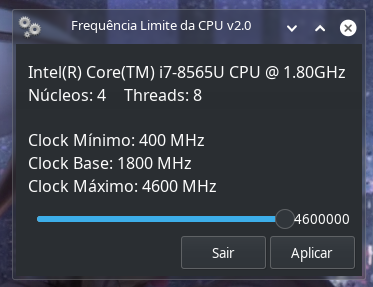 Frequência Limite da CPU v2.0
Intel(R) Core(TM) i7-8565U CPU @ 1.80GHz
Núcleos: 4 Threads: 8
Clock Mínimo: 400 MHz
Clock Base: 1800 MHz
Clock Máximo: 4600 MHz
4600000
Sair Aplicar